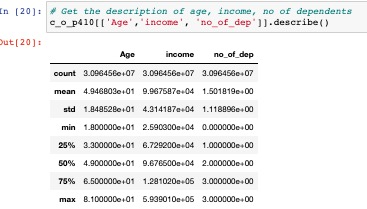 In [20]: # Get the description of age, income, no of dependents
c_o_p410[['Age','income', 'no_of_dep']].describe()
Out[20]:
Age income no_of_dep
count 3.096456e+07 3.096456e+07 3.096456e+07
mean 4.946803e+01 9.967587e+04 1.501819e+00
std 1.848528e+01 4.314187e+04 1.118896e+00
min 1.800000e+01 2.590300e+04 0.000000e+00
25% 3.300000e+01 6.729200e+04 1.000000e+00
50% 4.900000e+01 9.676500e+04 2.000000e+00
75% 6.500000e+01 1.281020e+05 3.000000e+00
max 8.100000e+01 5.939010e+05 3.000000e+00